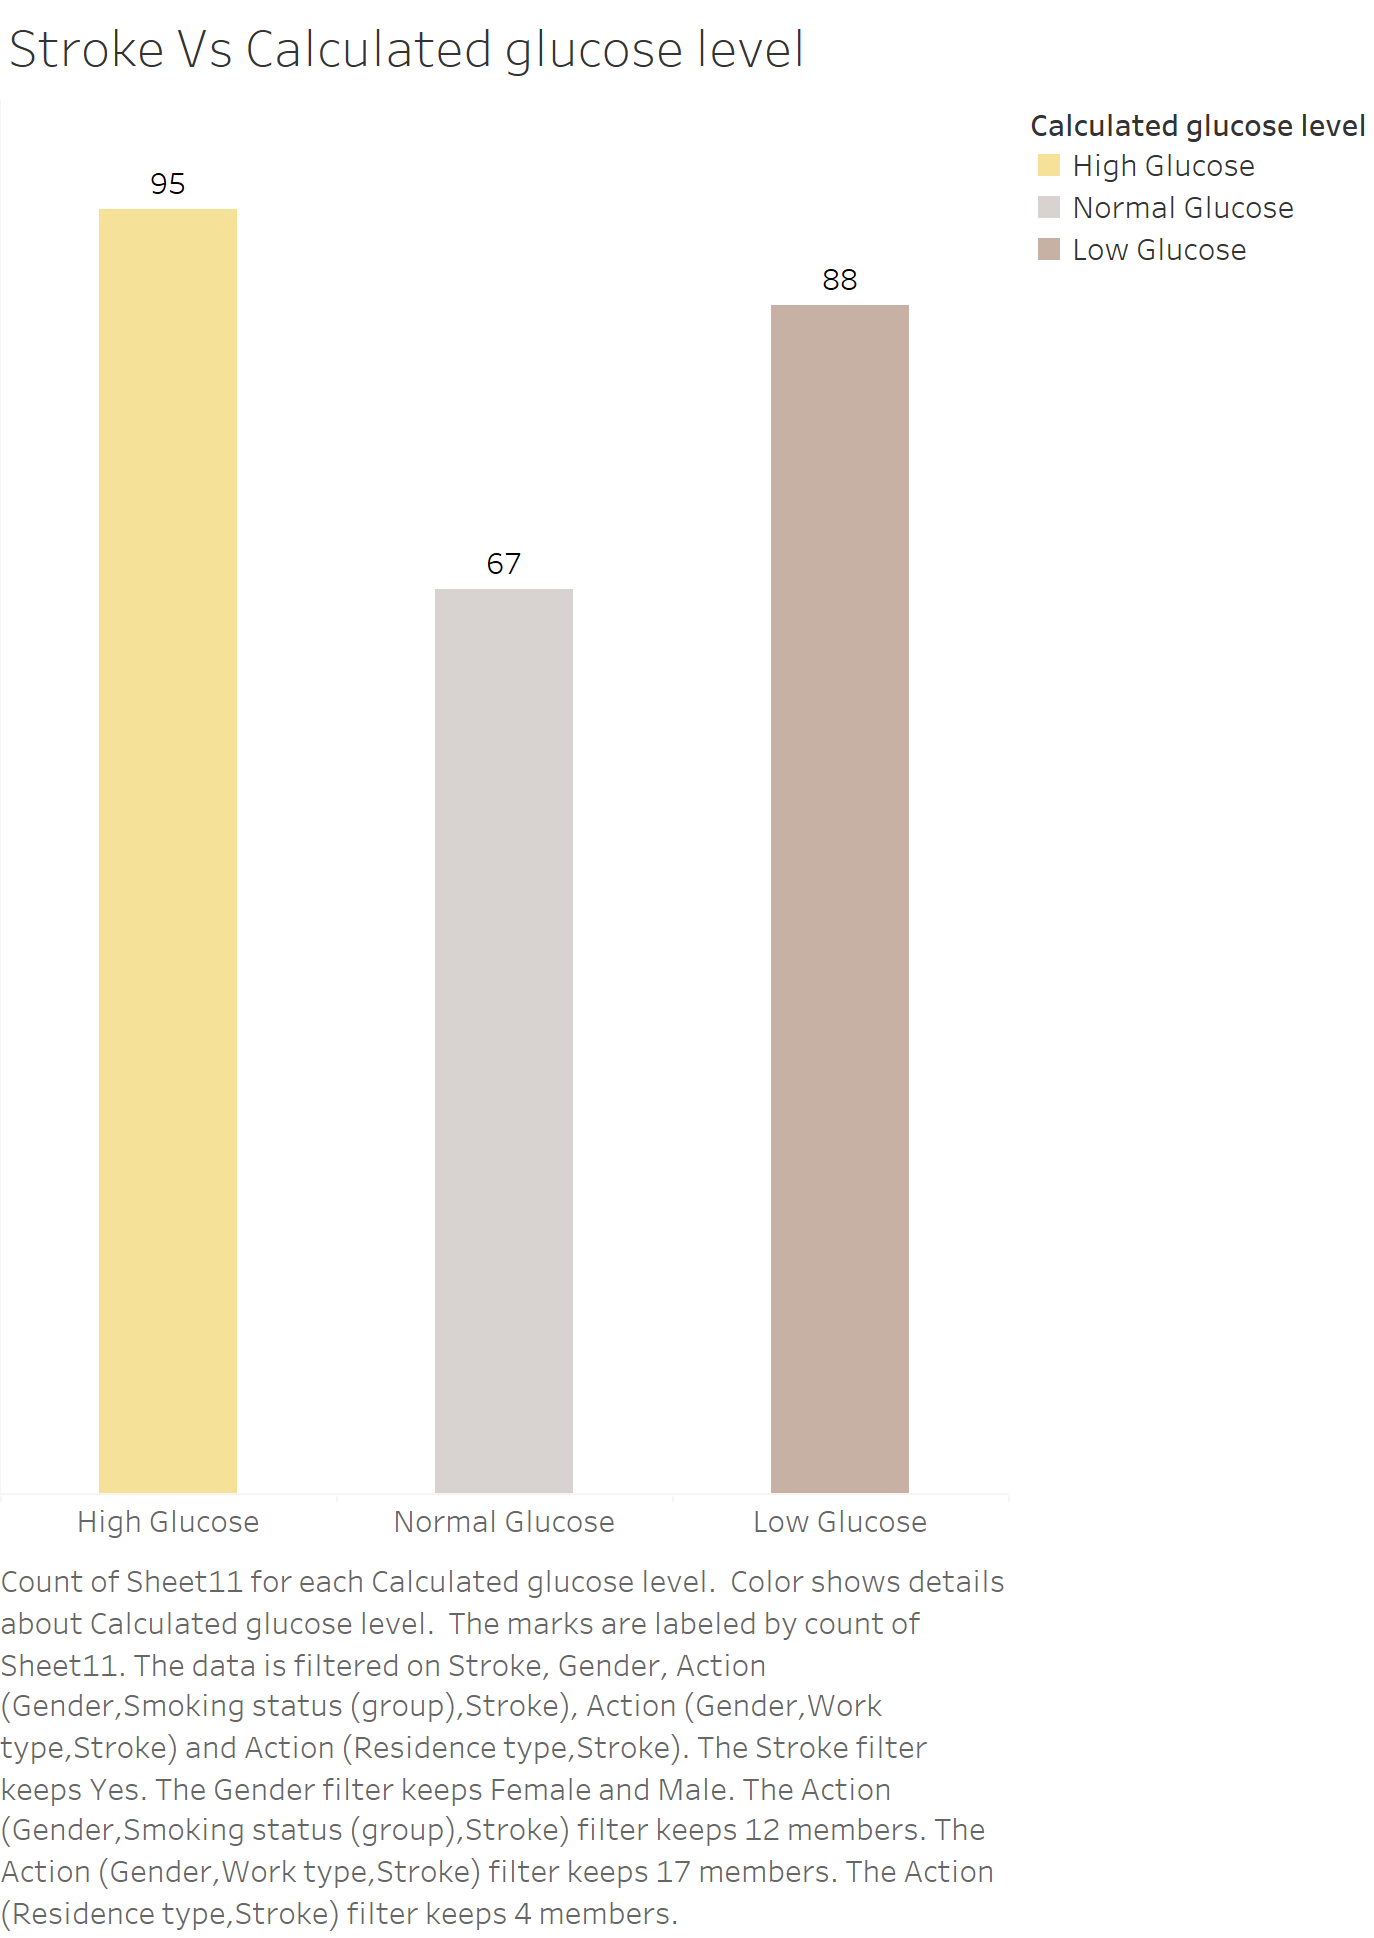 Stroke Vs Calculated glucose level
Calculated glucose level
High Glucose
Normal Glucose
Low Glucose
95
67
88
High Glucose
Normal Glucose
Low Glucose
Count of Sheet11 for each Calculated glucose level.  Color shows details
about Calculated glucose level.  The marks are labeled by count of
Sheet11. The data is filtered on Stroke, Gender, Action
(Gender,Smoking status (group),Stroke), Action (Gender,Work
type,Stroke) and Action (Residence type,Stroke). The Stroke filter
keeps Yes. The Gender filter keeps Female and Male. The Action
(Gender,Smoking status (group),Stroke) filter keeps 12 members. The
Action (Gender,Work type,Stroke) filter keeps 17 members. The Action
(Residence type,Stroke) filter keeps 4 members.